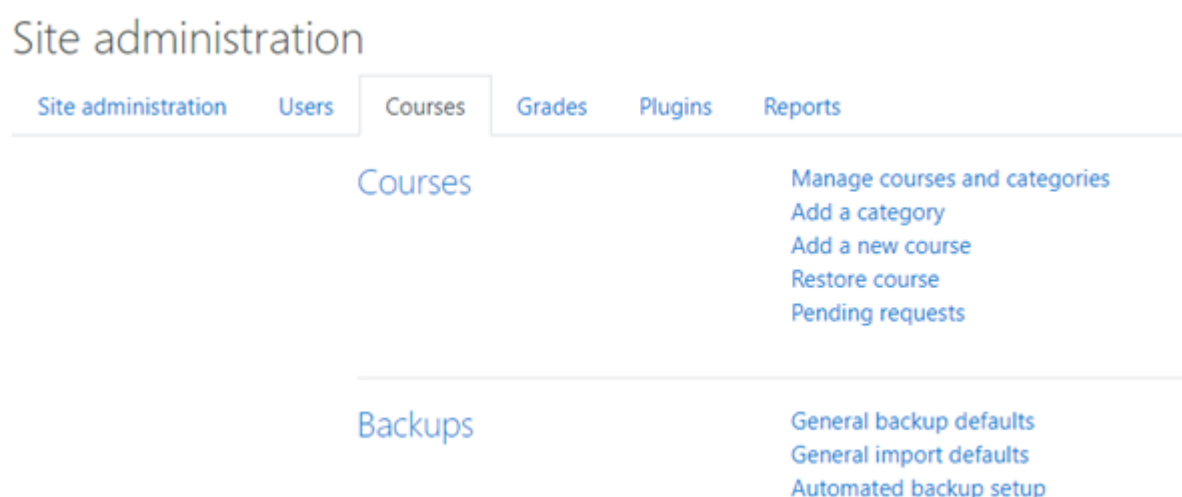 Site administration
Site administration Users Courses Grades Plugins Reports
Courses
Manage courses and categories
Add a category
Add a new course
Restore course
Pending requests
Backups
General backup defaults
General import defaults
Automated backup setup